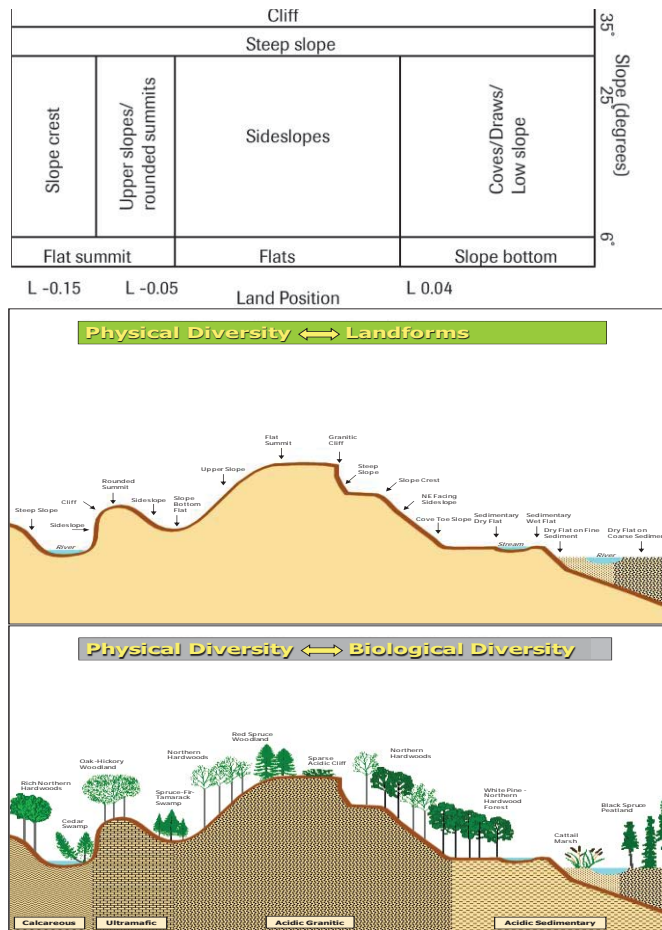 Cliff
Steep slope
Slope crest
Upper slopes/
rounded summits
Sideslopes
Coves/Draws/
Low slope
35°
25°
6°
Slope (degrees)
Flat summit
Flats
Slope bottom
L -0.15
L -0.05
L 0.04
Land Position
Physical Diversity
Landforms
Steep Slope
Sideslope
River
Cliff
Rounded
Summit
Sideslope
Slope
Bottom
Flat
Upper Slope
Flat
Summit
Granitic
Cliff
Steep
Slope
Slope Crest
NE Facing
Sideslope
Cove Toe Slope
Sedimentary
Dry Flat
Stream
Sedimentary
Wet Flat
Dry Flat on Fine
Sediment
River
Dry Flat on
Coarse Sedimen
Physical Diversity
Biological Diversity
Rich Northern
Hardwoods
Cedar
Swamp
Oak-Hickory
Woodland
Spruce-Fir-
Tamarack
Swamp
Northern
Hardwoods
Red Spruce
Woodland
Sparse
Acidic Cliff
Northern
Hardwoods
White Pine -
Northern
Hardwood
Forest
Cattail
Marsh
Black Spruce
Peatland
Calcareous
Ultramafic
Acidic Granitic
Acidic Sedimentary